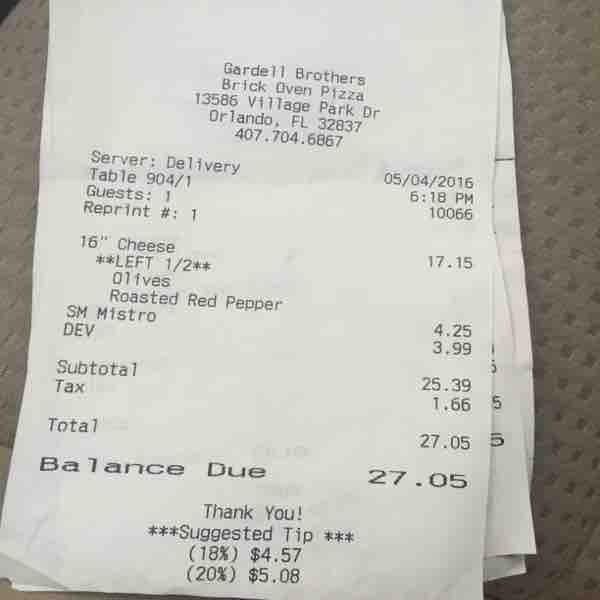 Gardell Brothers
Brick Oven Pizza
13586 Village Park Dr
Orlando, FL 32837
407.704.6867
Server: Delivery
Table 904/1 05/04/2016
Guests: 1 6:18 PM
Reprint #: 1 10066
16" Cheese 17.15
**LEFT 1/2**
Olives
Roasted Red Pepper
SM Mistro 4.25
DEV 3.99
Subtotal 25.39
Tax 1.66
Total 27.05
Balance Due 27.05
Thank You!
***Suggested Tip ***
(18%) $4.57
(20%) $5.08